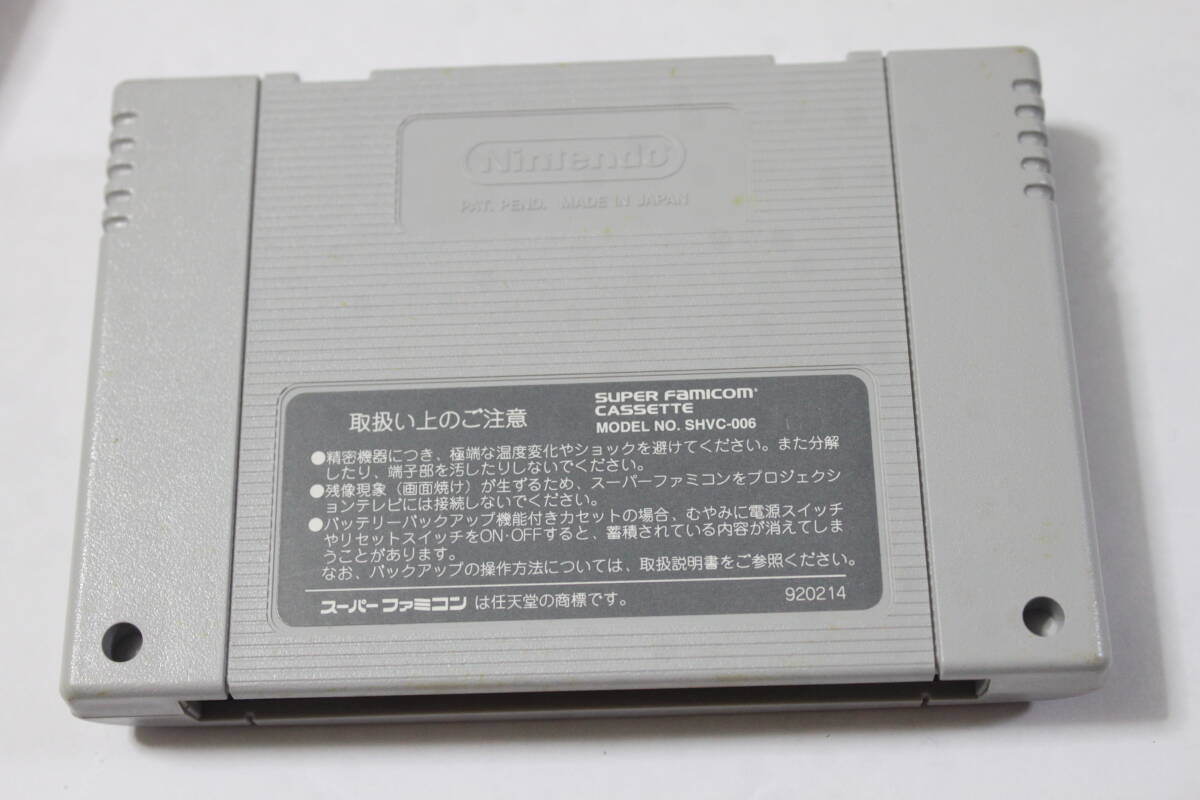 Nintendo
PAT. PEND. MADE IN JAPAN
取扱い上のご注意
SUPER FAMICOM
CASSETTE
MODEL NO. SHVC-006
●精密機器につき、極端な温度変化やショックを避けてください。また分解
したり、端子部を汚したりしないでください。
●残像現象（画面焼け）が生ずるため、スーパーファミコンをプロジェクシ
ョンテレビには接続しないでください。
●バッテリーバックアップ機能付きカセットの場合、むやみに電源スイッチ
やリセットスイッチをON·OFFすると、蓄積されている内容が消えてしま
うことがあります。
なお、バックアップの操作方法については、取扱説明書をご参照ください。
スーパーファミコンは任天堂の商標です。
920214